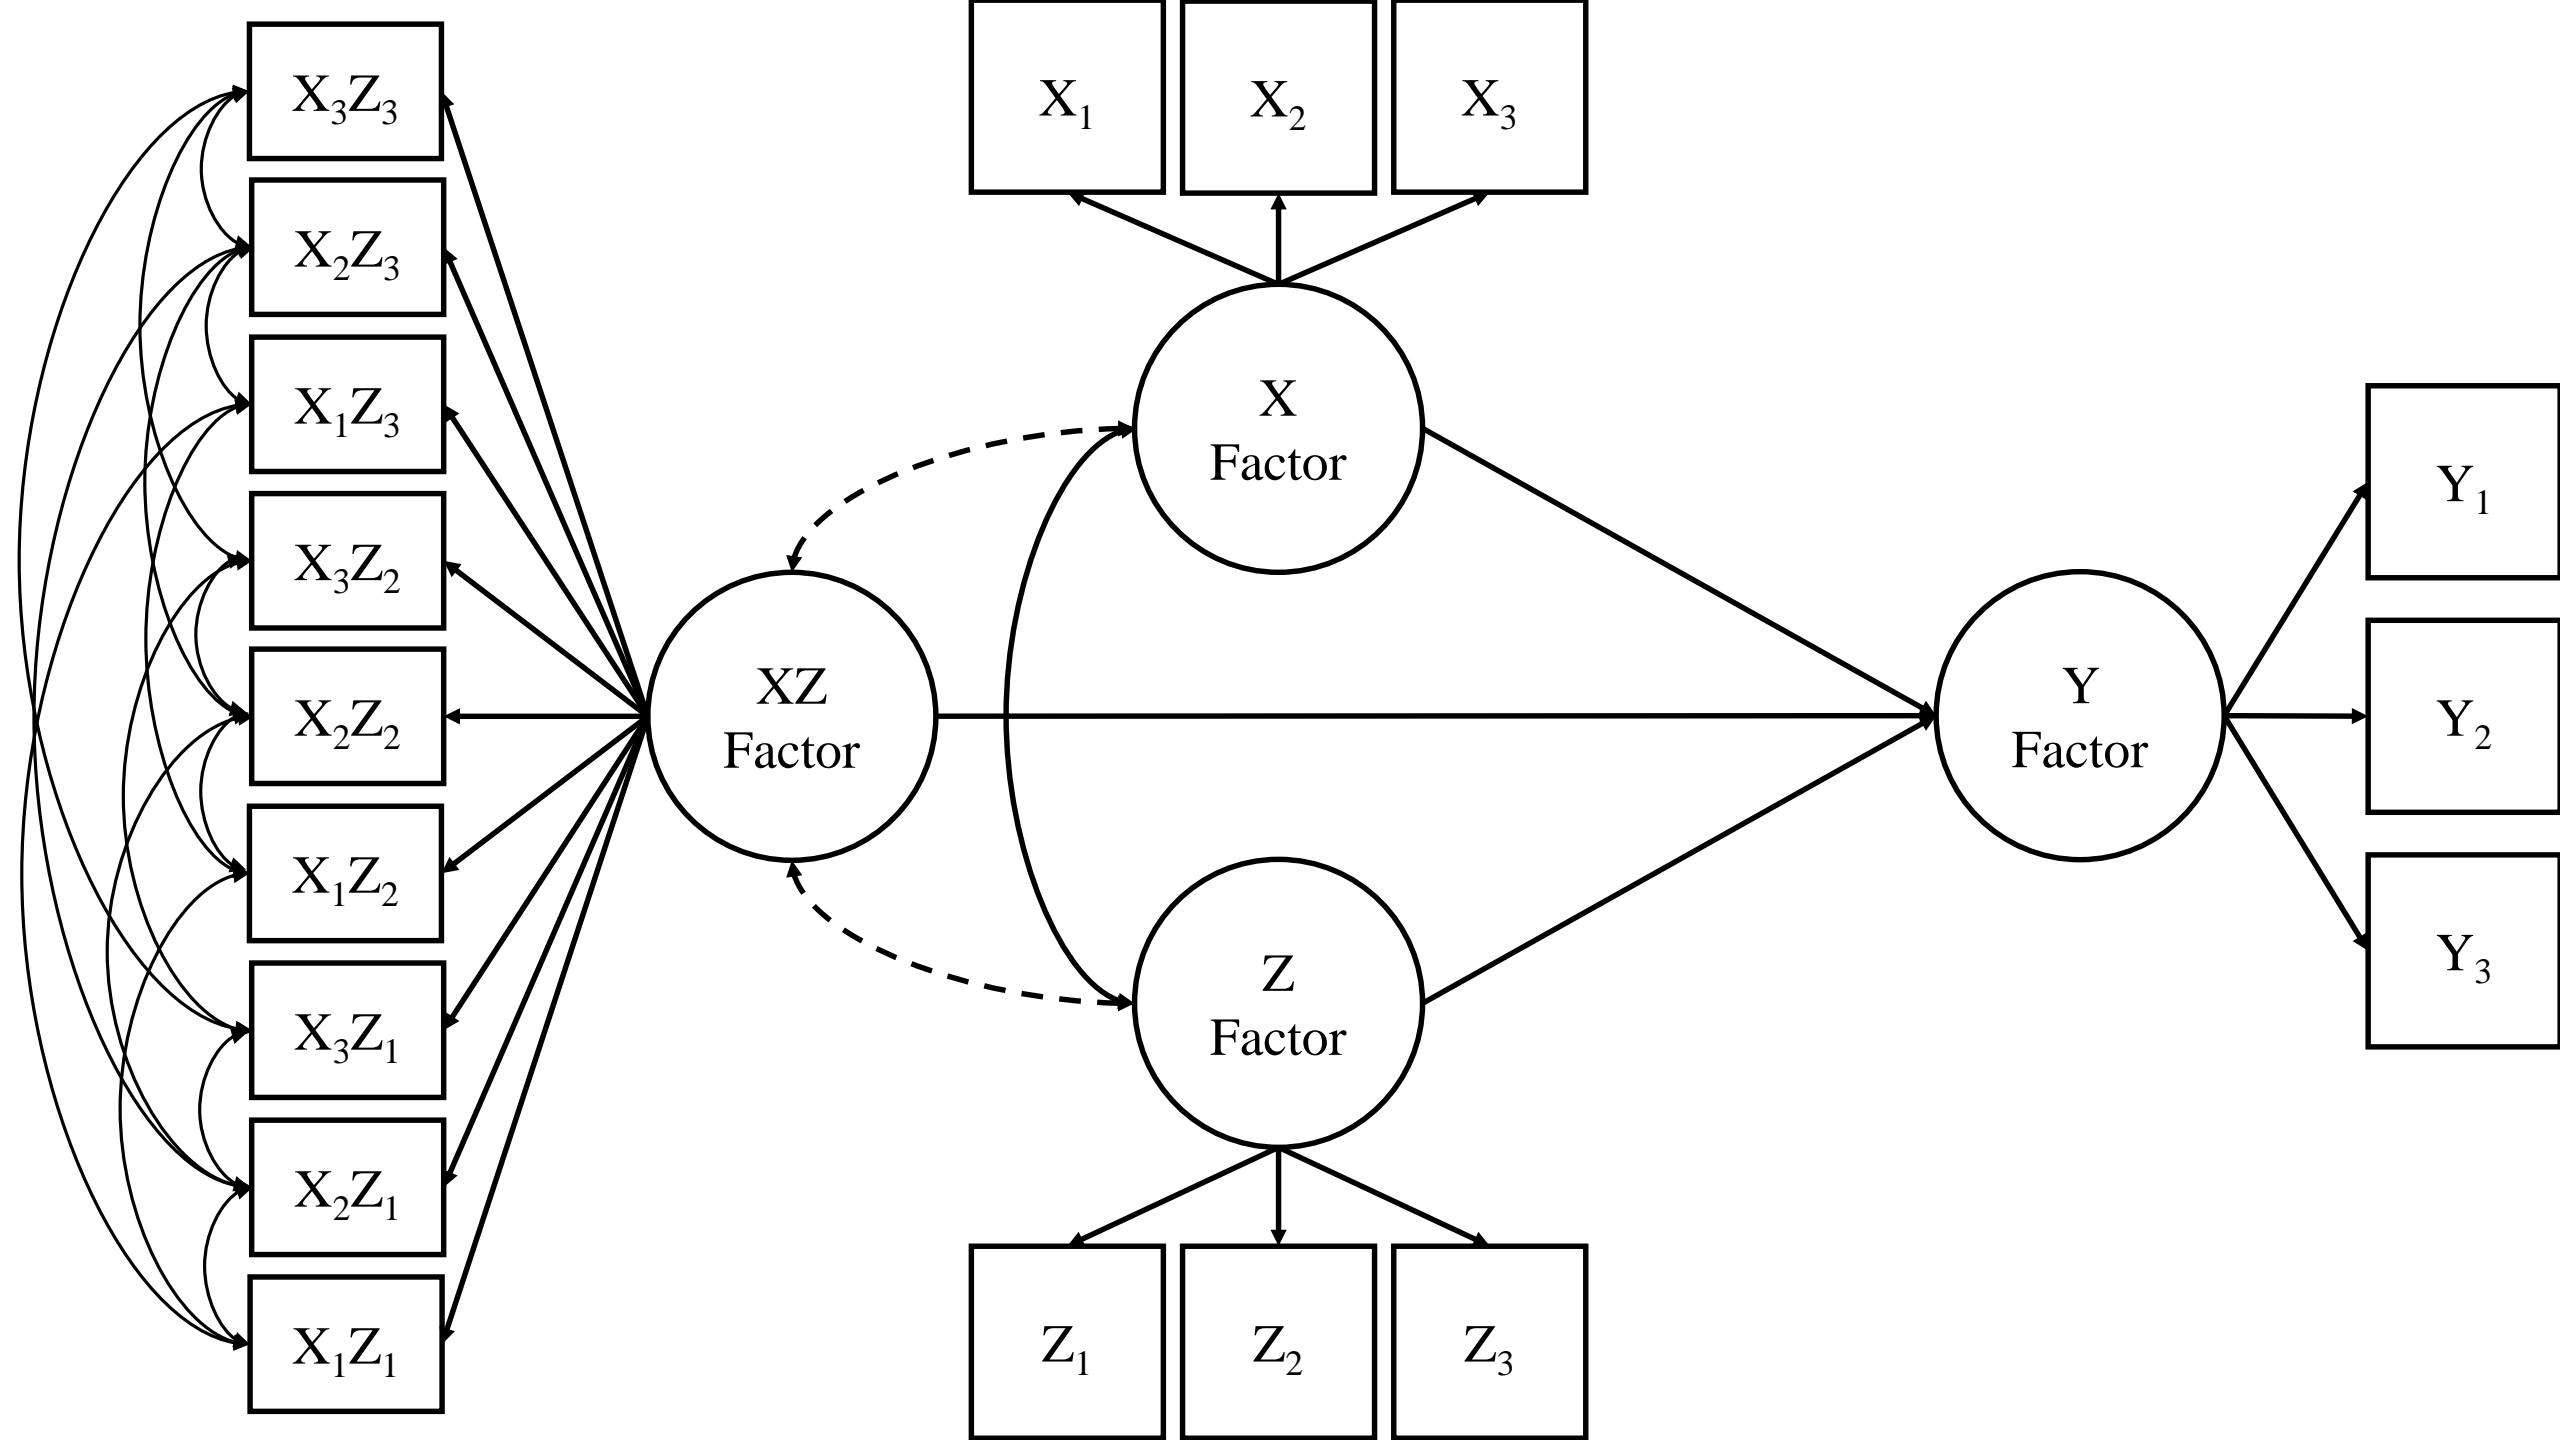 X₃Z₃
X₂Z₃
X₁Z₃
X₃Z₂
X₂Z₂
X₁Z₂
X₃Z₁
X₂Z₁
X₁Z₁
XZ
Factor
X₁
X₂
X₃
X
Factor
Z
Factor
Z₁
Z₂
Z₃
Y
Factor
Y₁
Y₂
Y₃